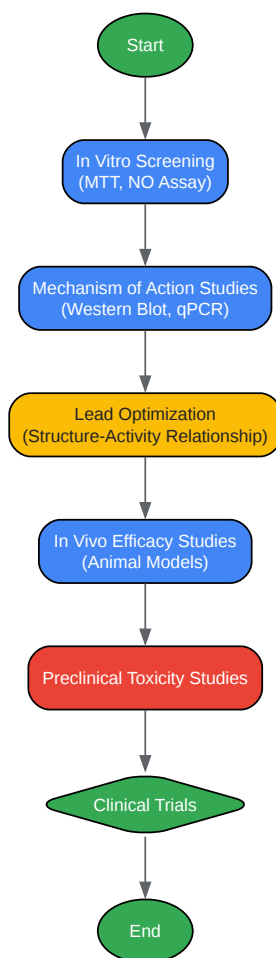 Start
In Vitro Screening
(MTT, NO Assay)
Mechanism of Action Studies
(Western Blot, qPCR)
Lead Optimization
(Structure-Activity Relationship)
In Vivo Efficacy Studies
(Animal Models)
Preclinical Toxicity Studies
Clinical Trials
End